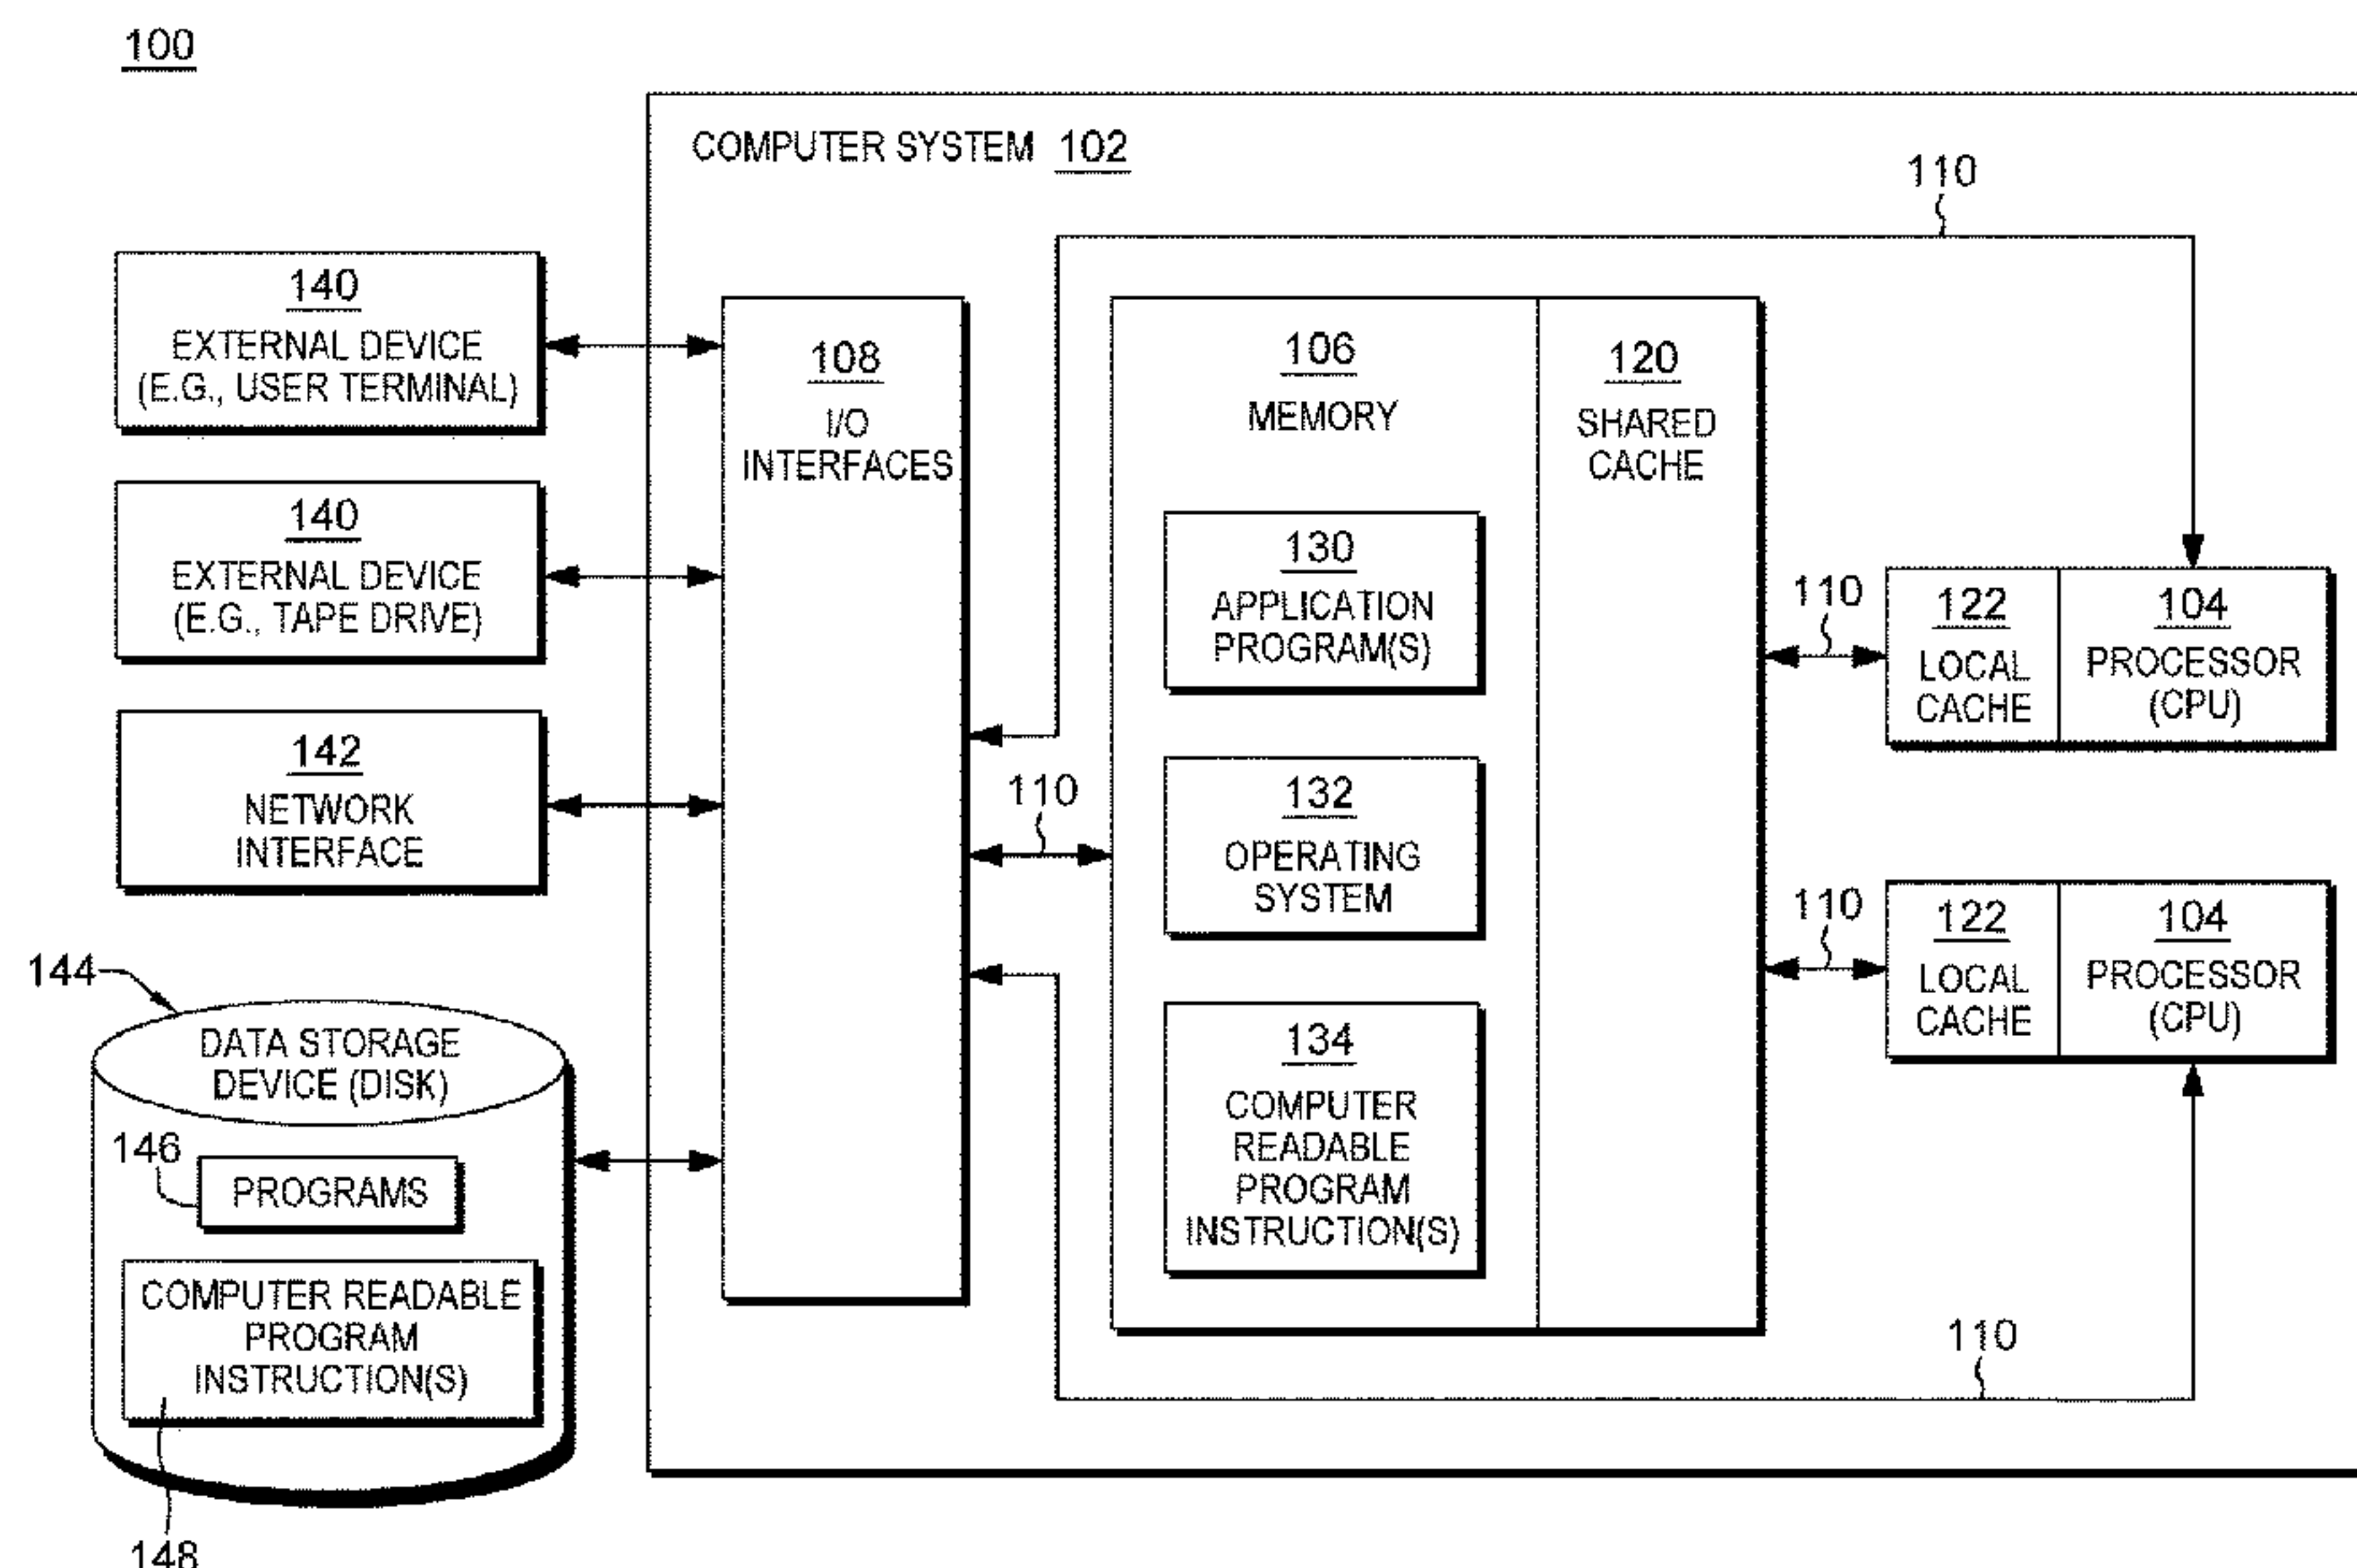 100
COMPUTER SYSTEM 102
110
140
EXTERNAL DEVICE
(E.G., USER TERMINAL)
140
EXTERNAL DEVICE
(E.G., TAPE DRIVE)
142
NETWORK
INTERFACE
144
DATA STORAGE
DEVICE (DISK)
146
PROGRAMS
COMPUTER READABLE
PROGRAM
INSTRUCTION(S)
148
108
I/O
INTERFACES
110
106
MEMORY
130
APPLICATION
PROGRAM(S)
132
OPERATING
SYSTEM
134
COMPUTER
READABLE
PROGRAM
INSTRUCTION(S)
120
SHARED
CACHE
110
122
LOCAL
CACHE
104
PROCESSOR
(CPU)
110
122
LOCAL
CACHE
104
PROCESSOR
(CPU)
110